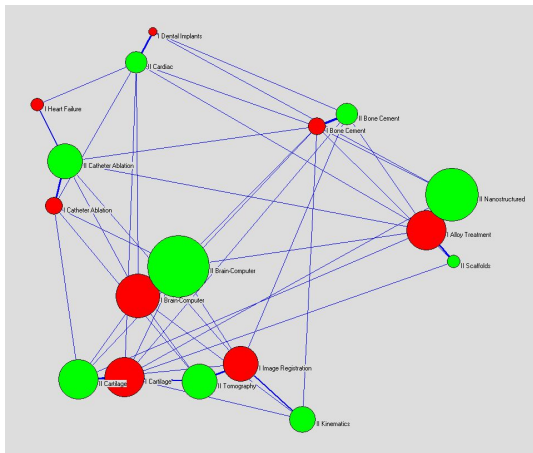 I Dental Implants
II Cardiac
I Heart Failure
II Bone Cement
I Bone Cement
II Catheter Ablation
II Nanostructured
I Catheter Ablation
I Alloy Treatment
II Scaffolds
II Brain-Computer
I Brain-Computer
I Image Registration
II Cartilage
I Cartilage
II Tomography
II Kinematics